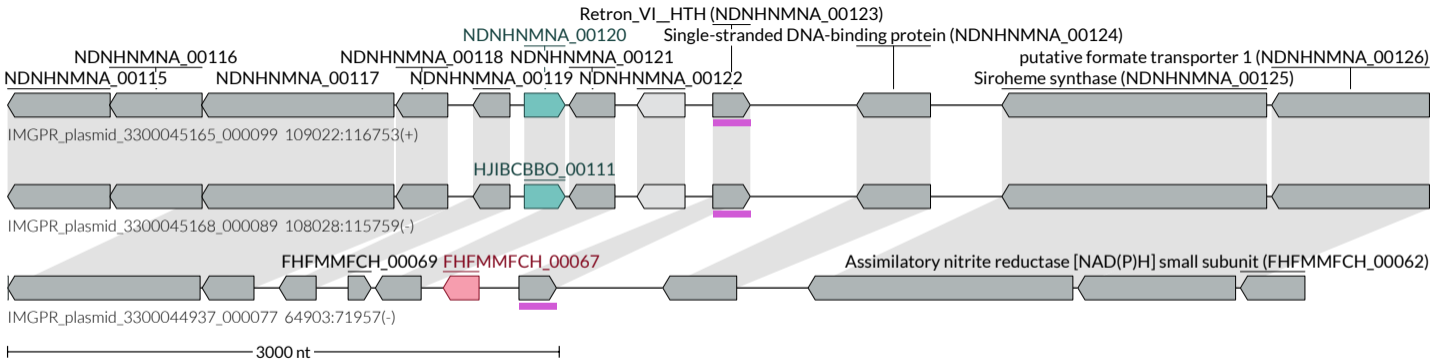 Retron_VI__HTH (NDNHNMNA_00123)
NDNHNMNA_00120 Single-stranded DNA-binding protein (NDNHNMNA_00124)
NDNHNMNA_00116 NDNHNMNA_00118 NDNHNMNA_00121 putative formate transporter 1 (NDNHNMNA_00126)
NDNHNMNA_00115 NDNHNMNA_00117 NDNHNMNA_00119 NDNHNMNA_00122 Siroheme synthase (NDNHNMNA_00125)
IMGPR_plasmid_3300045165_000099 109022:116753(+)
HJIBCBBO_00111
IMGPR_plasmid_3300045168_000089 108028:115759(-)
FHFMMFCH_00069 FHFMMFCH_00067 Assimilatory nitrite reductase [NAD(P)H] small subunit (FHFMMFCH_00062)
IMGPR_plasmid_3300044937_000077 64903:71957(-)
3000 nt